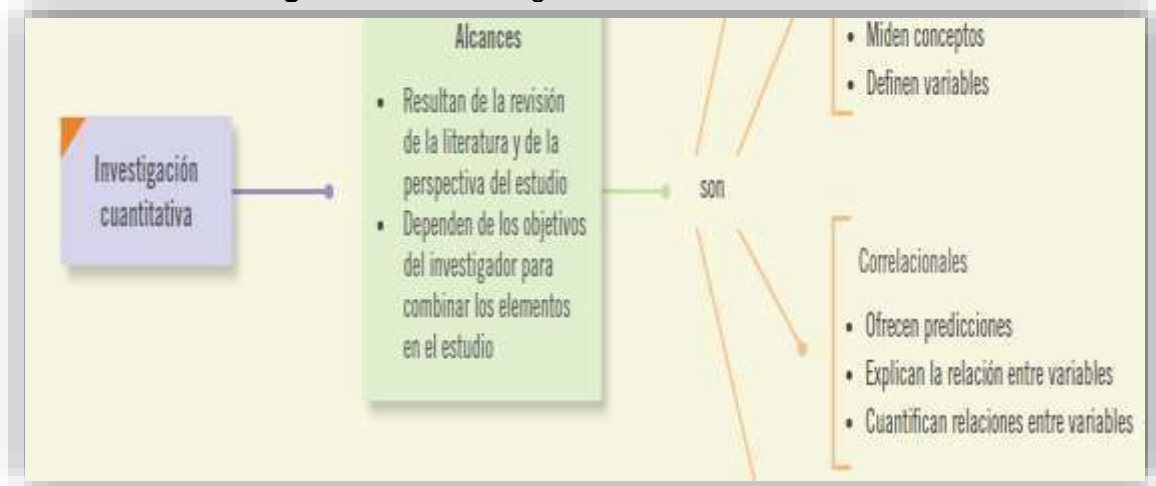 Investigación
cuantitativa
Alcances
• Resultan de la revisión
de la literatura y de la
perspectiva del estudio
• Dependen de los objetivos
del investigador para
combinar los elementos
en el estudio
son
• Miden conceptos
• Definen variables
Correlacionales
• Ofrecen predicciones
• Explican la relación entre variables
• Cuantifican relaciones entre variables